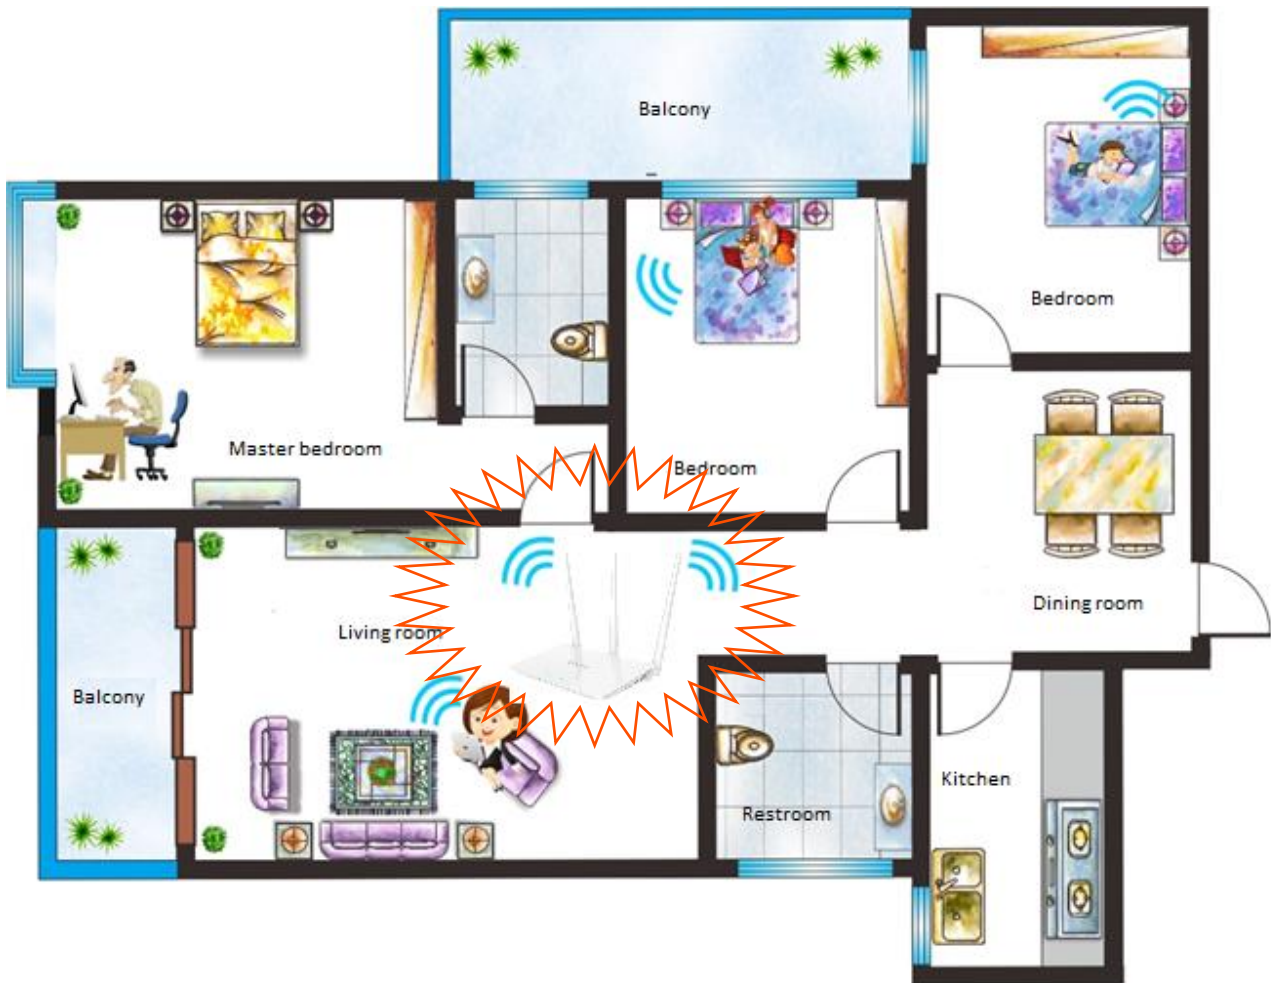 Balcony
Bedroom
Master bedroom
Bedroom
Dining room
Living room
Balcony
Kitchen
Restroom